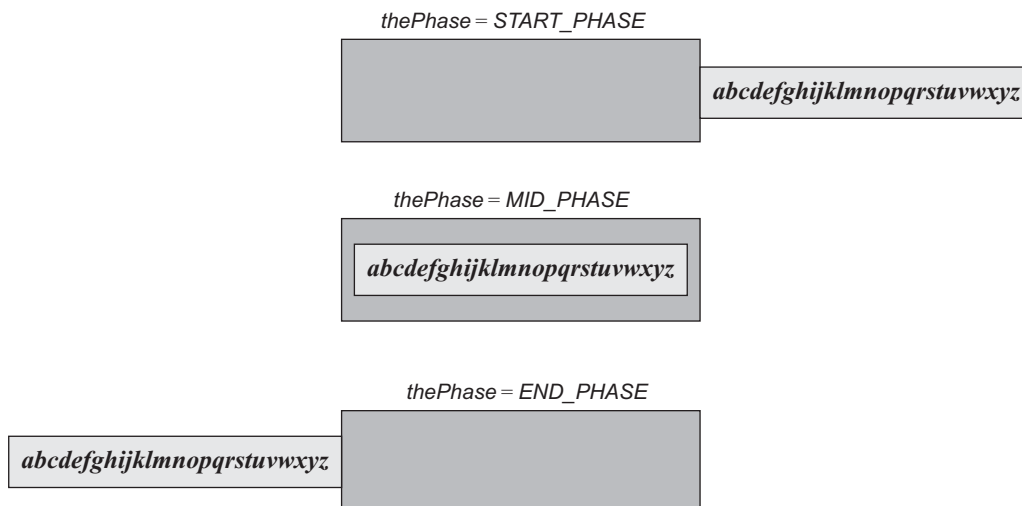 thePhase = START_PHASE
abcdefghijklmnopqrstuvwxyz
thePhase = MID_PHASE
abcdefghijklmnopqrstuvwxyz
thePhase = END_PHASE
abcdefghijklmnopqrstuvwxyz